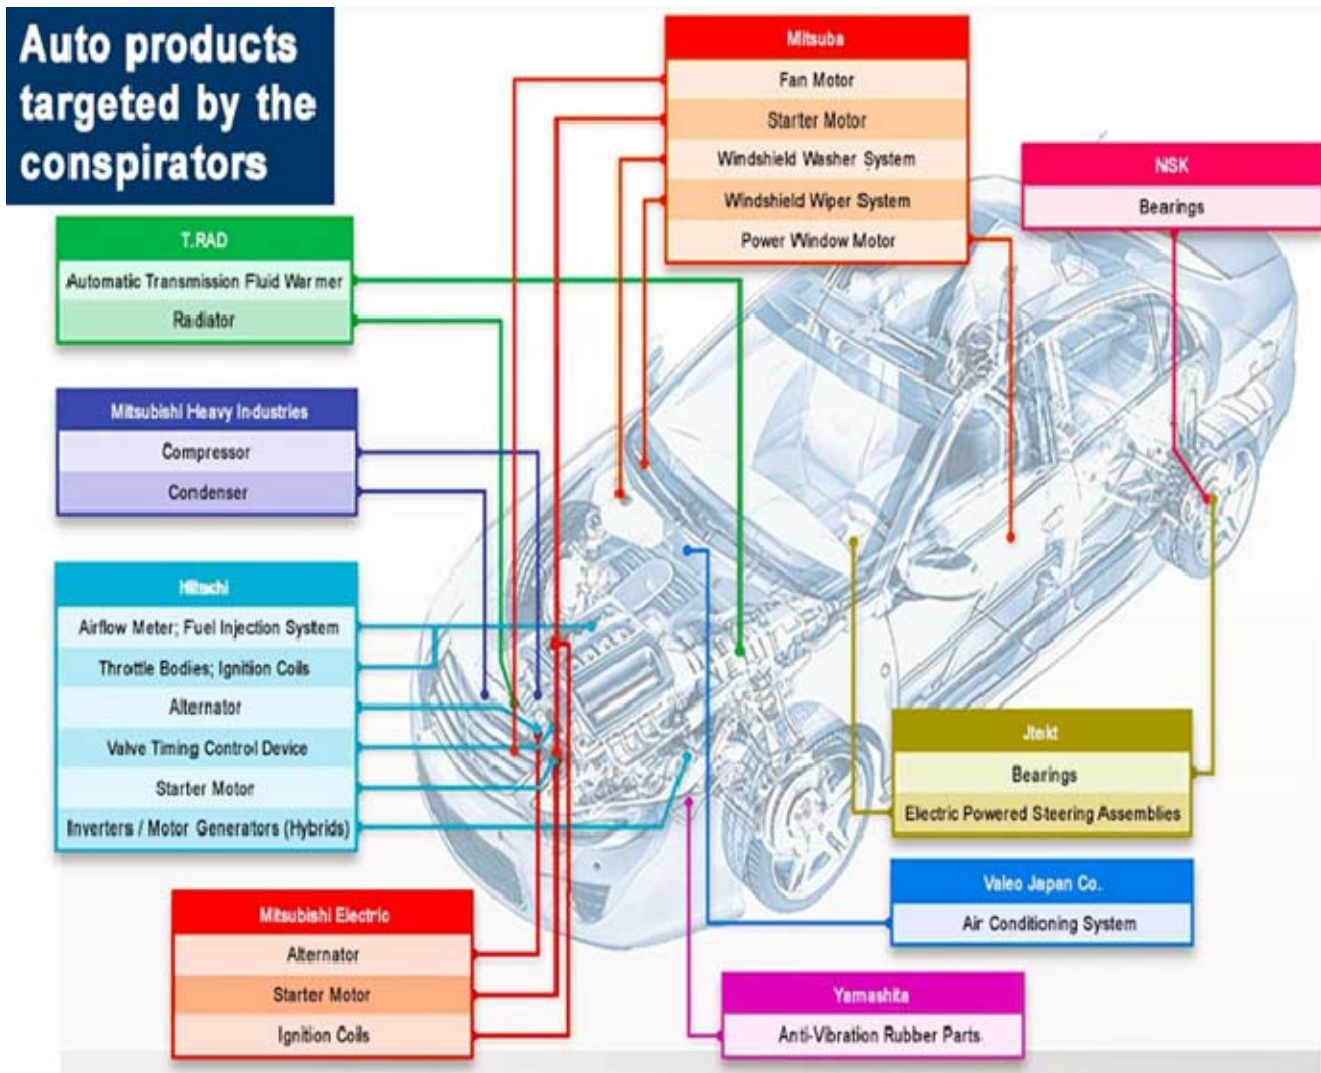 Auto products
targeted by the
conspirators
Mitsuba
Fan Motor
Starter Motor
Windshield Washer System
Windshield Wiper System
Power Window Motor
NSK
Bearings
T.RAD
Automatic Transmission Fluid Warmer
Radiator
Mitsubishi Heavy Industries
Compressor
Condenser
Hitachi
Airflow Meter; Fuel Injection System
Throttle Bodies; Ignition Coils
Alternator
Valve Timing Control Device
Starter Motor
Inverters / Motor Generators (Hybrids)
Jteikt
Bearings
Electric Powered Steering Assemblies
Valeo Japan Co.
Air Conditioning System
Mitsubishi Electric
Alternator
Starter Motor
Ignition Coils
Yamashita
Anti-Vibration Rubber Parts